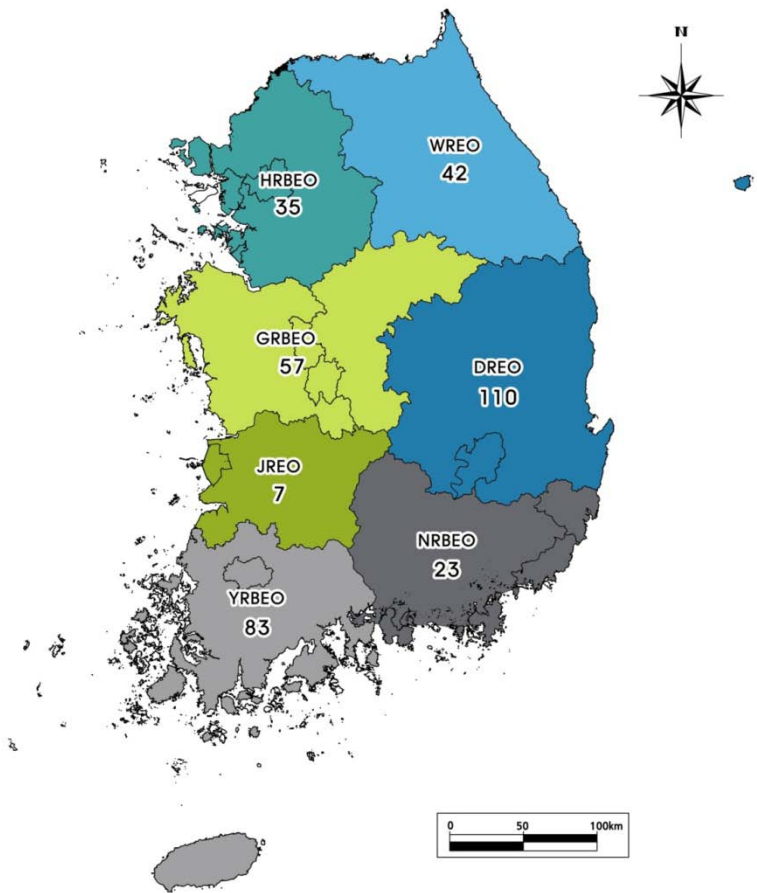 N
WREO
42
HRBEO
35
GRBEO
57
DREO
110
JREO
7
NRBEO
23
YRBEO
83
0 50 100km